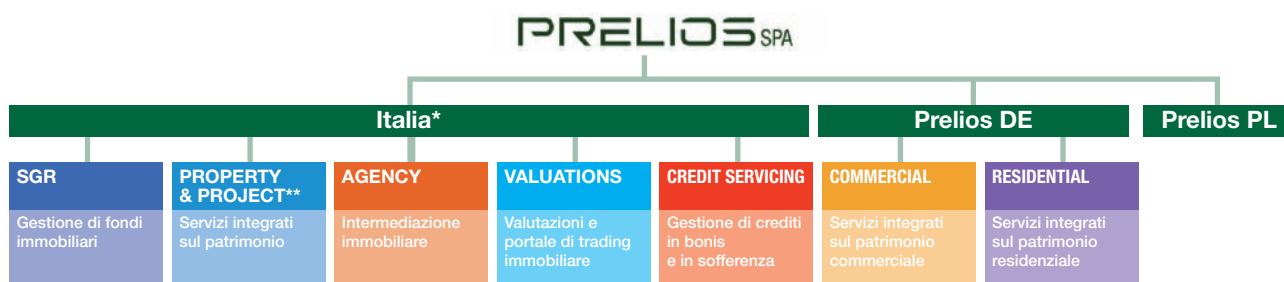 PRELIOS SPA
Italia*
Prelios DE
Prelios PL
SGR
Gestione di fondi
immobiliari
PROPERTY
& PROJECT**
Servizi integrati
sul patrimonio
AGENCY
Intermediazione
immobiliare
VALUATIONS
Valutazioni e
portale di trading
immobiliare
CREDIT SERVICING
Gestione di crediti
in bonis
e in sofferenza
COMMERCIAL
Servizi integrati
sul patrimonio
commerciale
RESIDENTIAL
Servizi integrati
sul patrimonio
residenziale